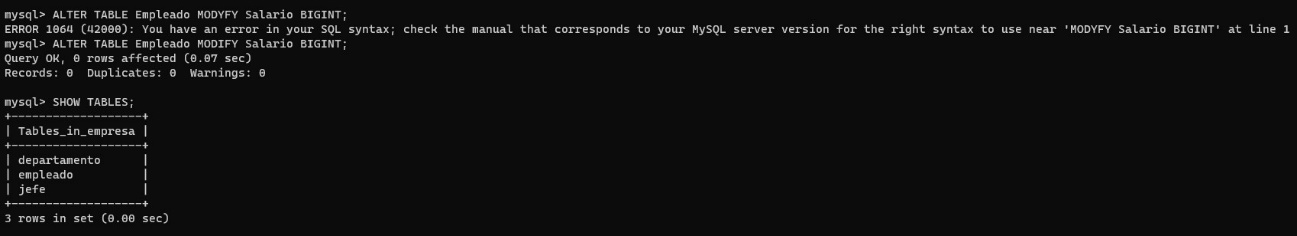 mysql> ALTER TABLE Empleado MODYFY Salario BIGINT;
ERROR 1064 (42000): You have an error in your SQL syntax; check the manual that corresponds to your MySQL server version for the right syntax to use near 'MODYFY Salario BIGINT' at line 1
mysql> ALTER TABLE Empleado MODIFY Salario BIGINT;
Query OK, 0 rows affected (0.07 sec)
Records: 0  Duplicates: 0  Warnings: 0

mysql> SHOW TABLES;
+-------------------+
| Tables_in_empresa |
+-------------------+
| departamento      |
| empleado          |
| jefe              |
+-------------------+
3 rows in set (0.00 sec)